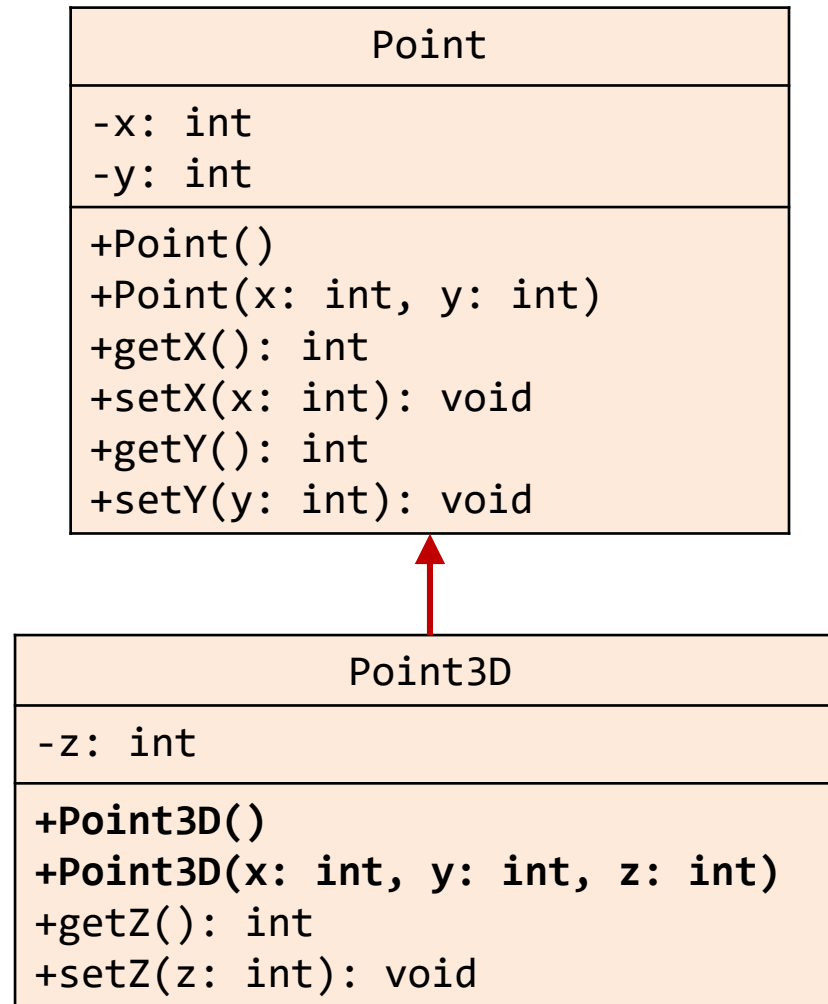 Point
-x: int
-y: int
+Point()
+Point(x: int, y: int)
+getX(): int
+setX(x: int): void
+getY(): int
+setY(y: int): void
Point3D
-z: int
+Point3D()
+Point3D(x: int, y: int, z: int)
+getZ(): int
+setZ(z: int): void